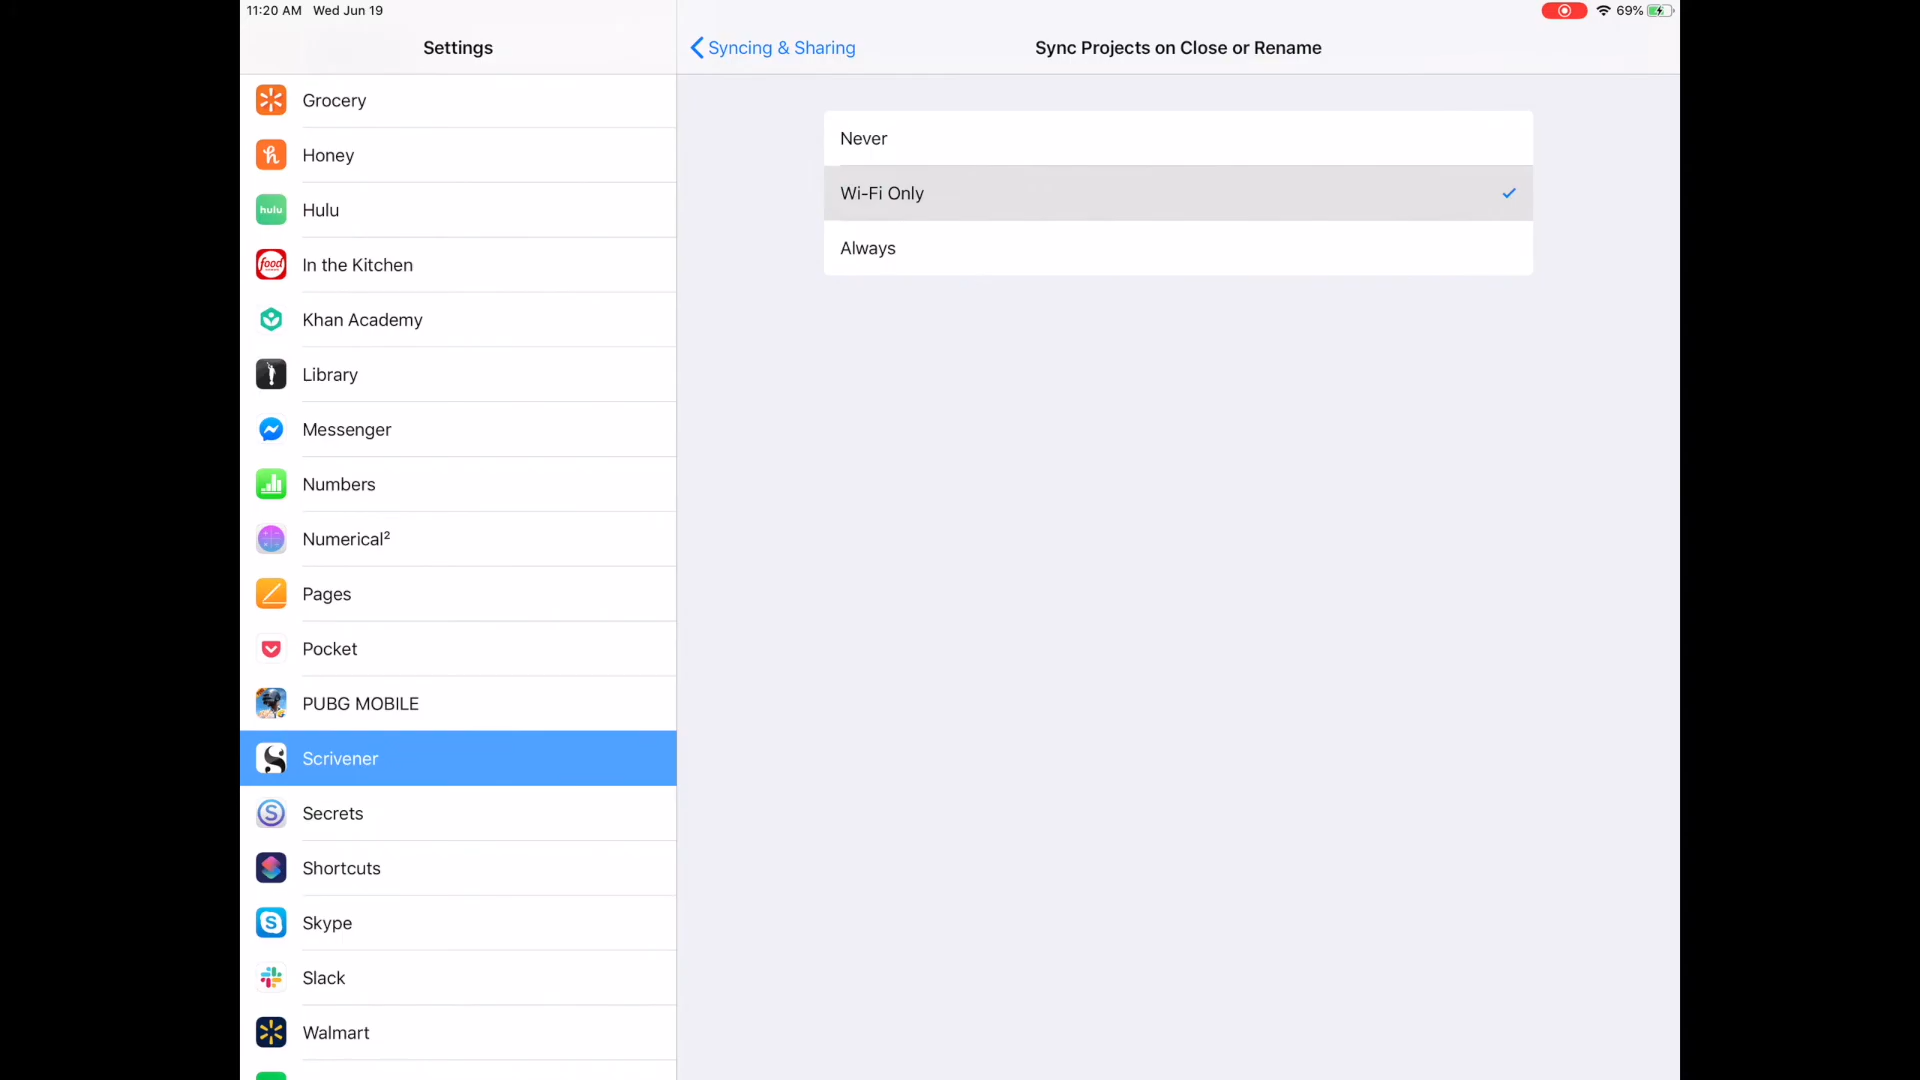 11:20 AM Wed Jun 19
69%
Settings
Syncing & Sharing
Sync Projects on Close or Rename
Grocery
Honey
hulu
Hulu
food
In the Kitchen
Khan Academy
Library
Messenger
Numbers
Numerical²
Pages
Pocket
PUBG MOBILE
Scrivener
Secrets
Shortcuts
Skype
Slack
Walmart
Never
Wi-Fi Only
Always